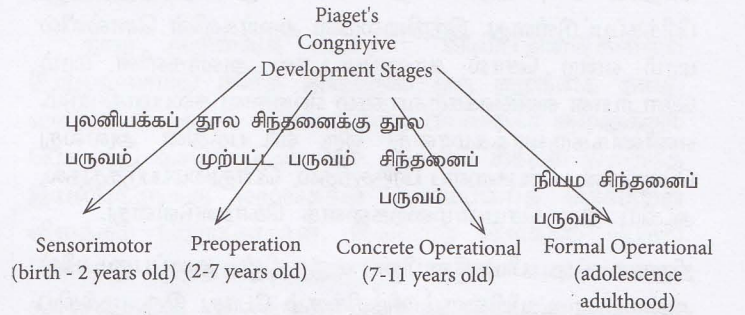 Piaget's
Congniyive
Development Stages
புலனியக்கப் தூல சிந்தனைக்கு தூல
பருவம் முற்பட்ட பருவம் சிந்தனைப்
பருவம்
நியம சிந்தனைப்
பருவம்
Sensorimotor Preoperation Concrete Operational Formal Operational
(birth - 2 years old) (2-7 years old) (7-11 years old) (adolescence
adulthood)